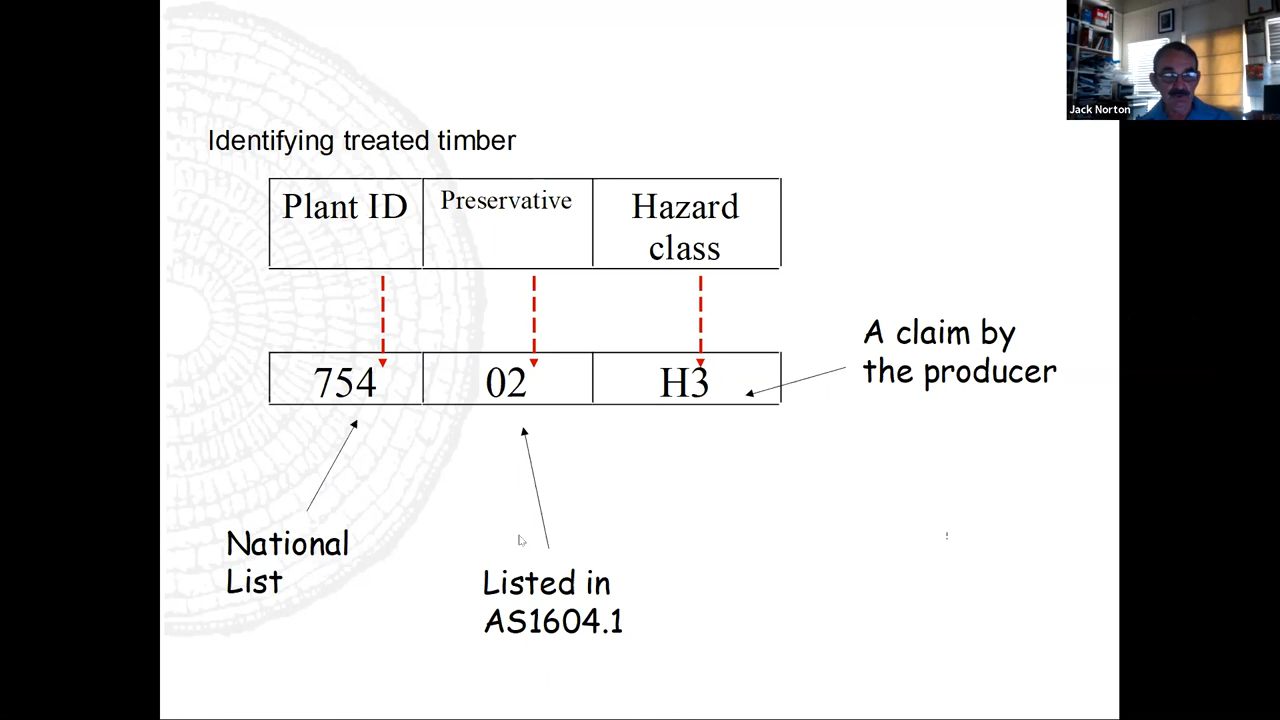 Jack Norton
Identifying treated timber
Plant ID
Preservative
Hazard
class
754
02
H3
A claim by
the producer
National
List
Listed in
AS1604.1